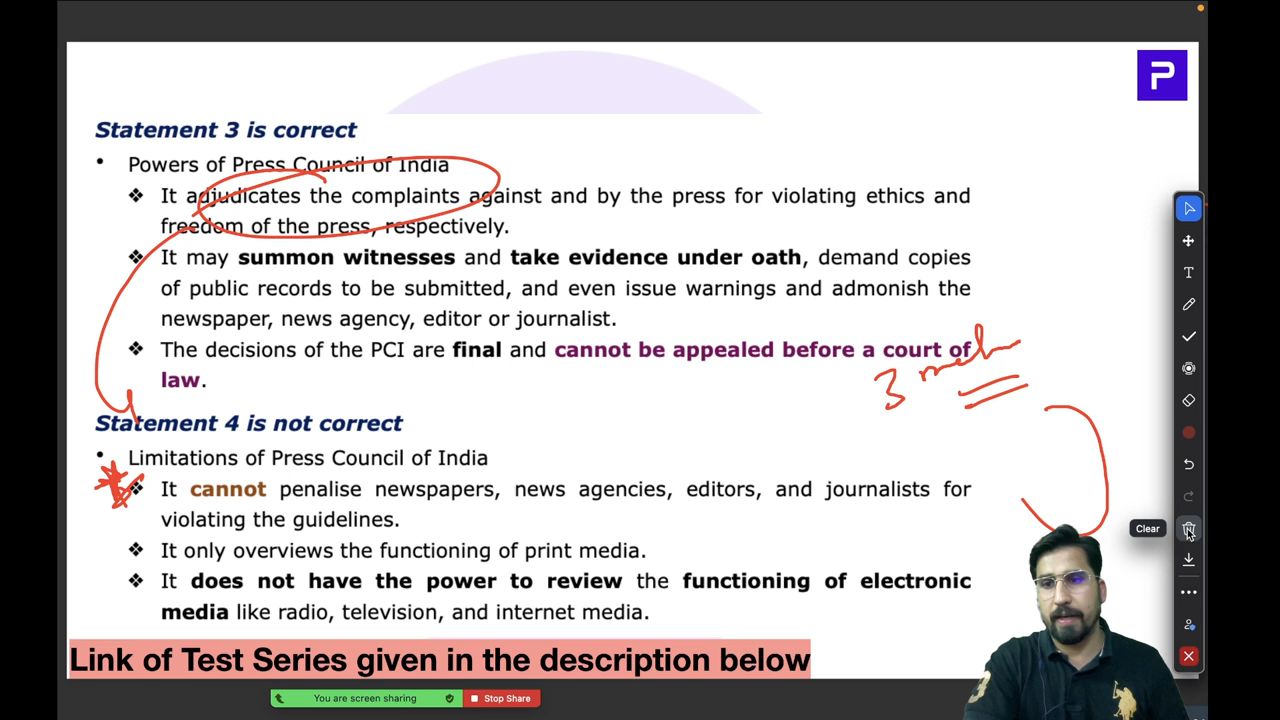 P
Statement 3 is correct
• Powers of Press Council of India
❖ It adjudicates the complaints against and by the press for violating ethics and
freedom of the press, respectively.
❖ It may summon witnesses and take evidence under oath, demand copies
of public records to be submitted, and even issue warnings and admonish the
newspaper, news agency, editor or journalist.
❖ The decisions of the PCI are final and cannot be appealed before a court of
law.
3
Statement 4 is not correct
• Limitations of Press Council of India
❖ It cannot penalise newspapers, news agencies, editors, and journalists for
violating the guidelines.
❖ It only overviews the functioning of print media.
❖ It does not have the power to review the functioning of electronic
media like radio, television, and internet media.
Link of Test Series given in the description below
You are screen sharing
Stop Share
T
Clear